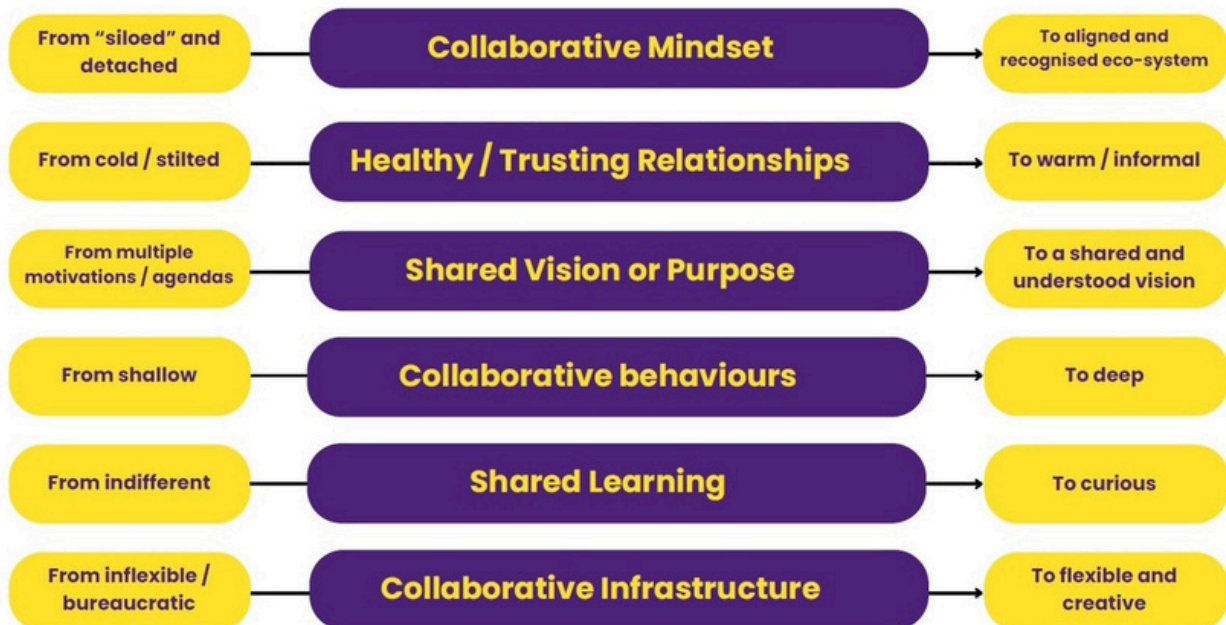 From “siloed” and
detached
Collaborative Mindset
To aligned and
recognised eco-system
From cold / stilted
Healthy / Trusting Relationships
To warm / informal
From multiple
motivations / agendas
Shared Vision or Purpose
To a shared and
understood vision
From shallow
Collaborative behaviours
To deep
From indifferent
Shared Learning
To curious
From inflexible /
bureaucratic
Collaborative Infrastructure
To flexible and
creative